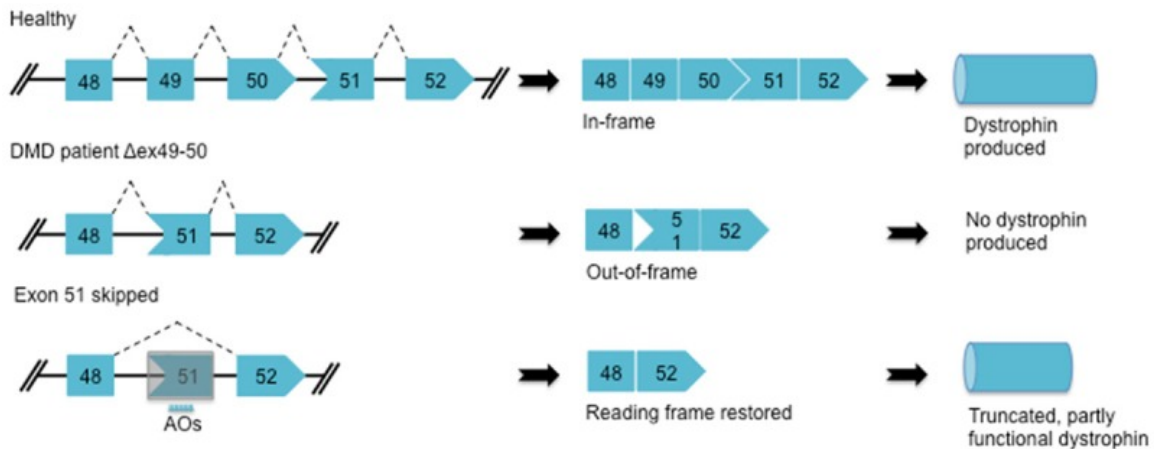 Healthy
48 49 50 51 52
48 49 50 51 52
In-frame
Dystrophin
produced
DMD patient Δex49-50
48 51 52
48 5
1 52
Out-of-frame
No dystrophin
produced
Exon 51 skipped
48 51 52
AOs
48 52
Reading frame restored
Truncated, partly
functional dystrophin